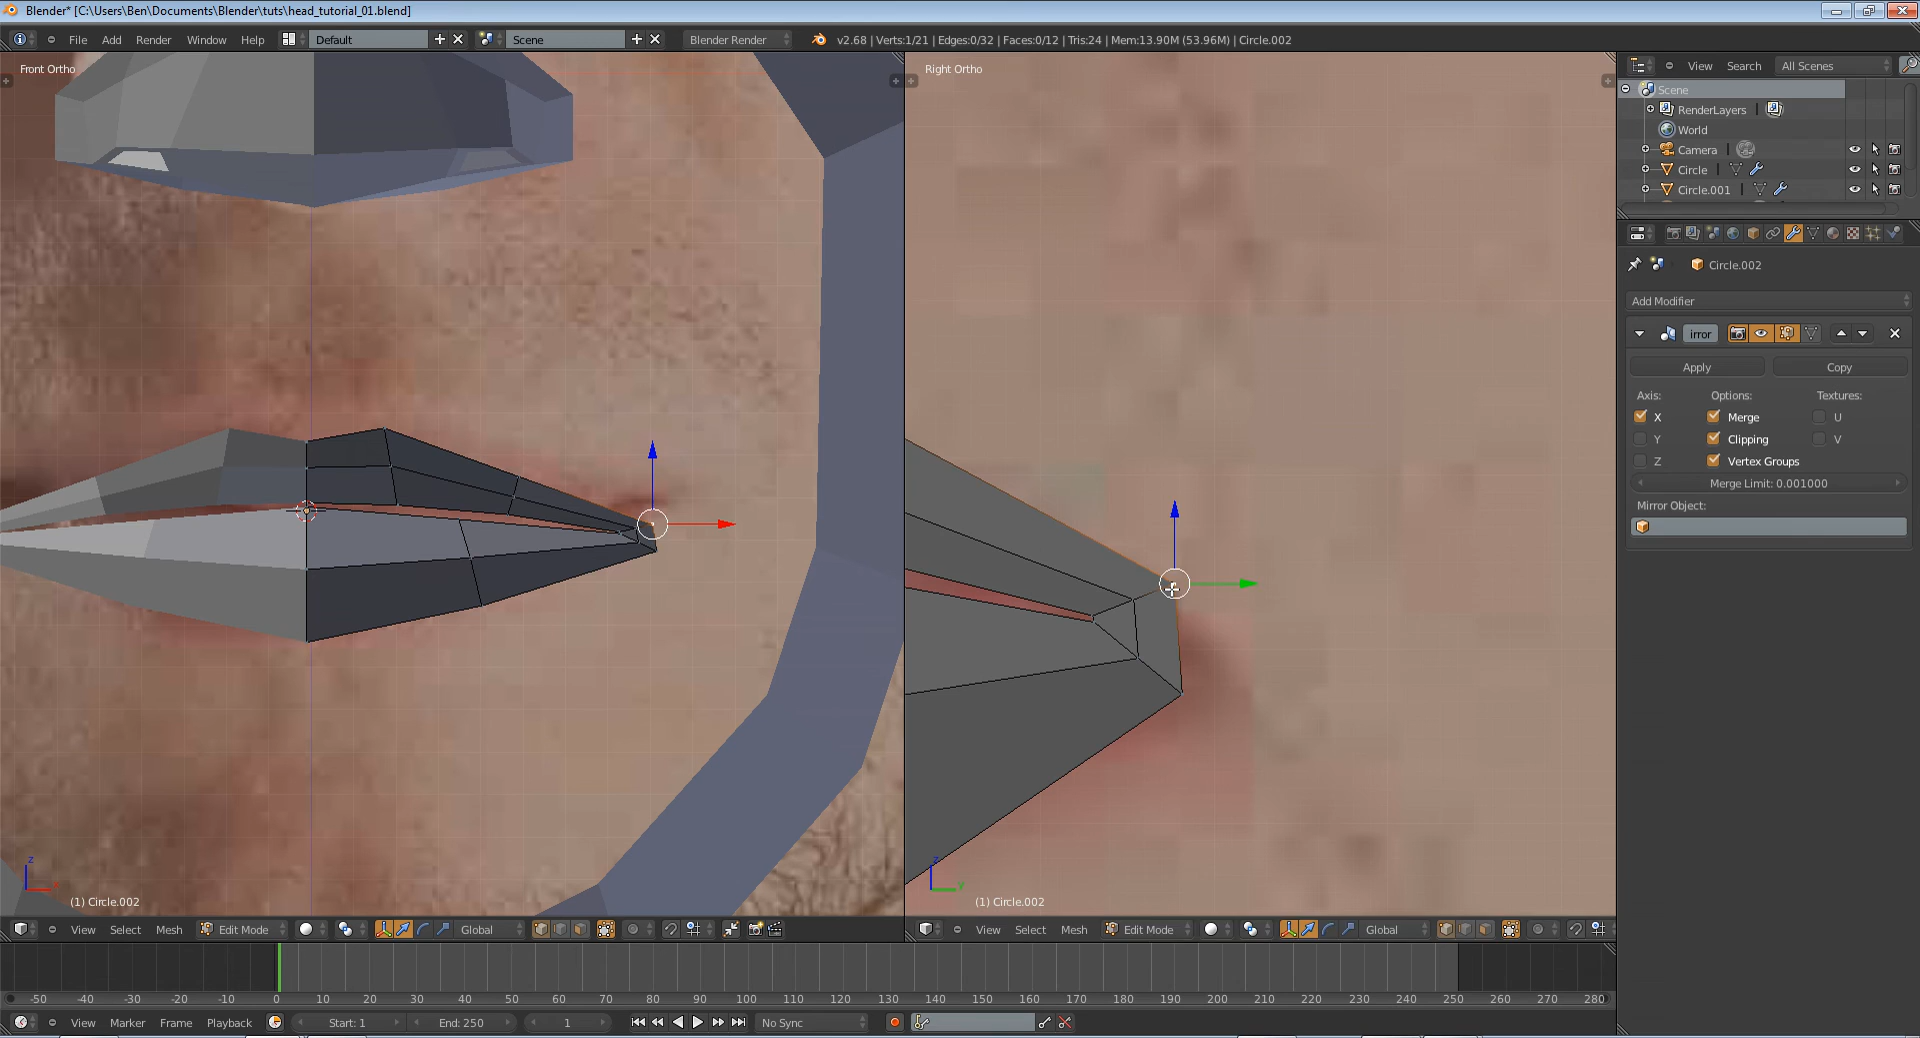 Blender* [C:\Users\Ben\Documents\Blender\tuts\head_tutorial_01.blend]
File Add Render Window Help Default Scene Blender Render v2.68 | Verts:1/21 | Edges:0/32 | Faces:0/12 | Tris:24 | Mem:13.90M (53.96M) | Circle.002
Front Ortho
Right Ortho
View Search All Scenes
Scene
RenderLayers
World
Camera
Circle
Circle.001
Circle.002
Add Modifier
irror
Apply Copy
Axis: Options: Textures:
X Merge U
Y Clipping V
Z Vertex Groups
Merge Limit: 0.001000
Mirror Object:
z
z
y
(1) Circle.002
(1) Circle.002
View Select Mesh Edit Mode Global
View Select Mesh Edit Mode Global
-50 -40 -30 -20 -10 0 10 20 30 40 50 60 70 80 90 100 110 120 130 140 150 160 170 180 190 200 210 220 230 240 250 260 270 280
View Marker Frame Playback Start: 1 End: 250 1 No Sync